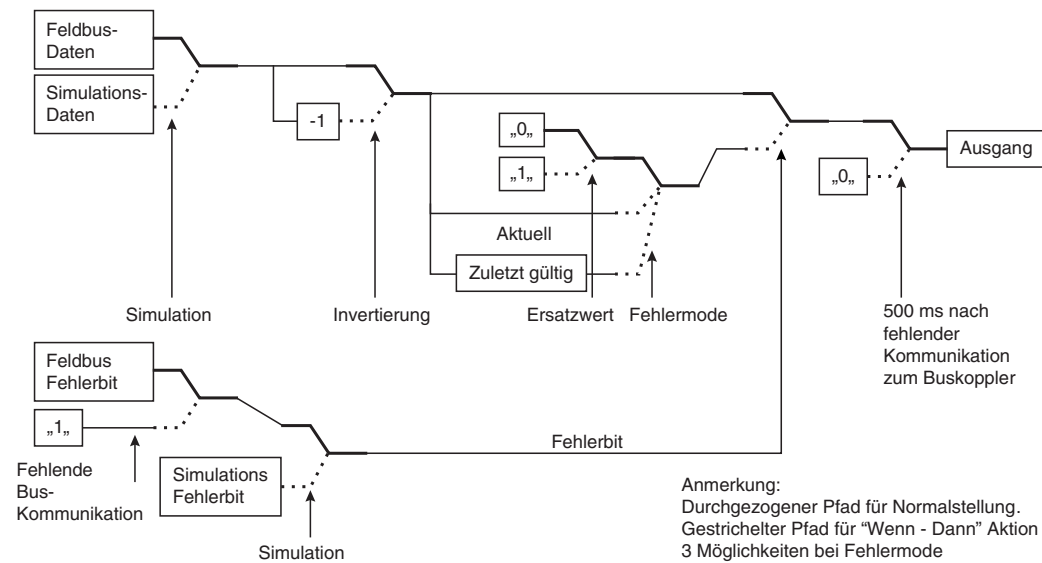 Feldbus-
Daten
Simulations-
Daten
-1
„0„
„1„
Aktuell
Zuletzt gültig
„0„
Ausgang
Simulation
Invertierung
Ersatzwert
Fehlermode
500 ms nach
fehlender
Kommunikation
zum Buskoppler
Feldbus
Fehlerbit
„1„
Fehlende
Bus-
Kommunikation
Simulations
Fehlerbit
Simulation
Fehlerbit
Anmerkung:
Durchgezogener Pfad für Normalstellung.
Gestrichelter Pfad für “Wenn - Dann” Aktion
3 Möglichkeiten bei Fehlermode